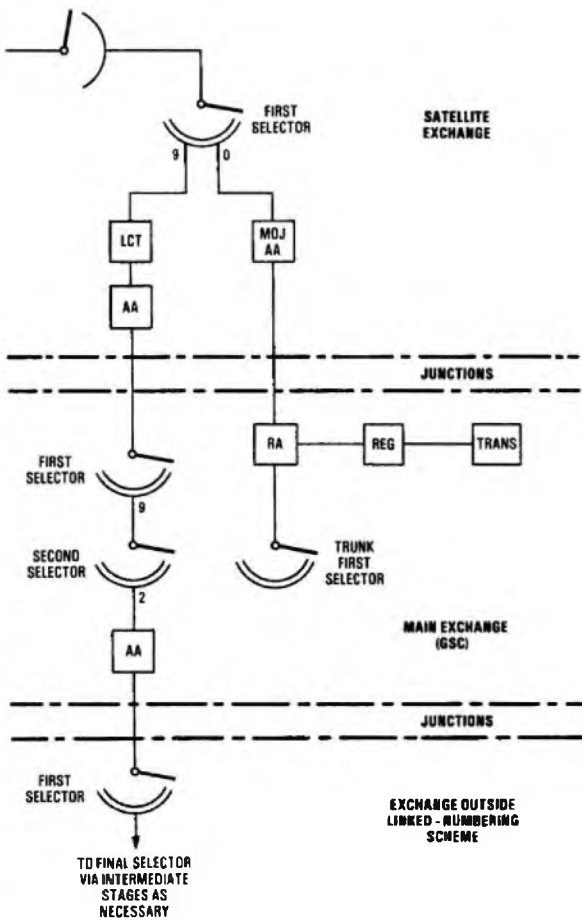 FIRST
SELECTOR
SATELLITE
EXCHANGE
9
0
LCT
MOJ
AA
AA
JUNCTIONS
RA
REG
TRANS
FIRST
SELECTOR
9
SECOND
SELECTOR
TRUNK
FIRST
SELECTOR
2
AA
MAIN EXCHANGE
(GSC)
JUNCTIONS
FIRST
SELECTOR
EXCHANGE OUTSIDE
LINKED - NUMBERING
SCHEME
TO FINAL SELECTOR
VIA INTERMEDIATE
STAGES AS
NECESSARY